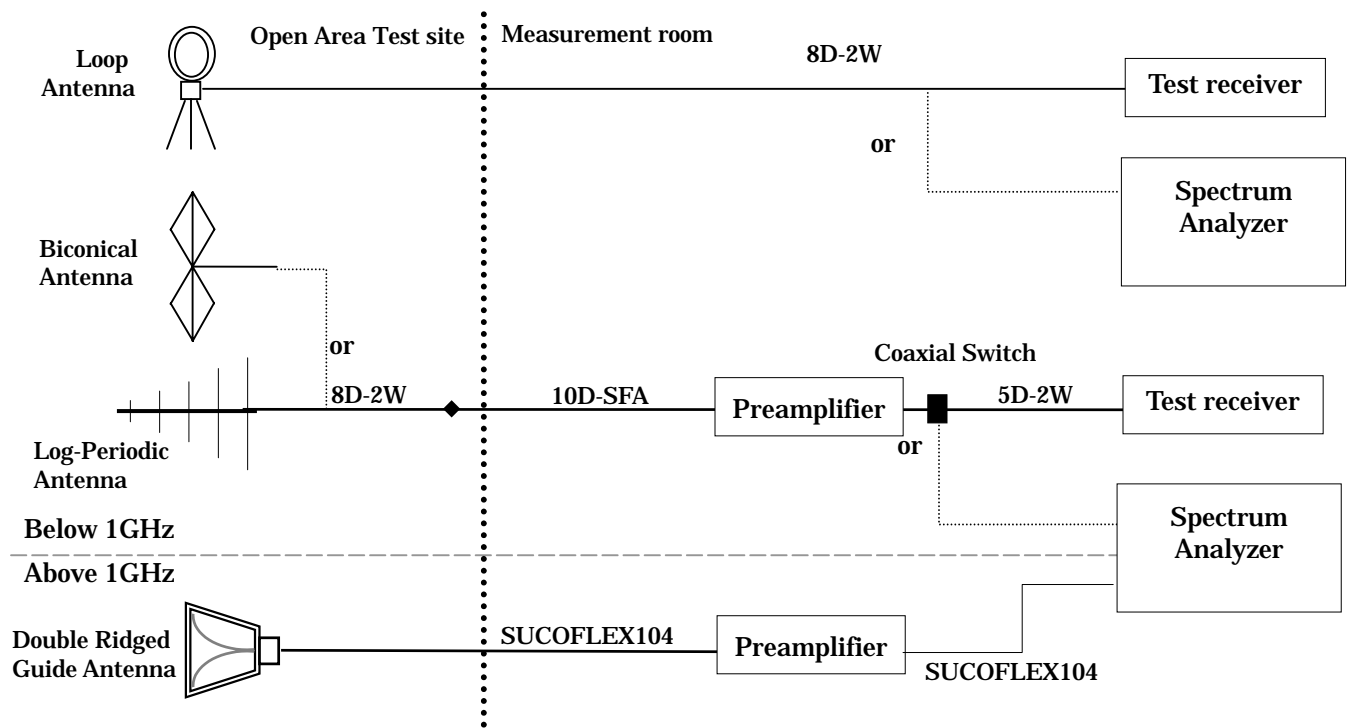 Open Area Test site
Measurement room
Loop
Antenna
8D-2W
Test receiver
or
Spectrum
Analyzer
Biconical
Antenna
or
8D-2W
10D-SFA
Preamplifier
Coaxial Switch
or
5D-2W
Test receiver
Log-Periodic
Antenna
Spectrum
Analyzer
Below 1GHz
Above 1GHz
Double Ridged
Guide Antenna
SUCOFLEX104
Preamplifier
SUCOFLEX104